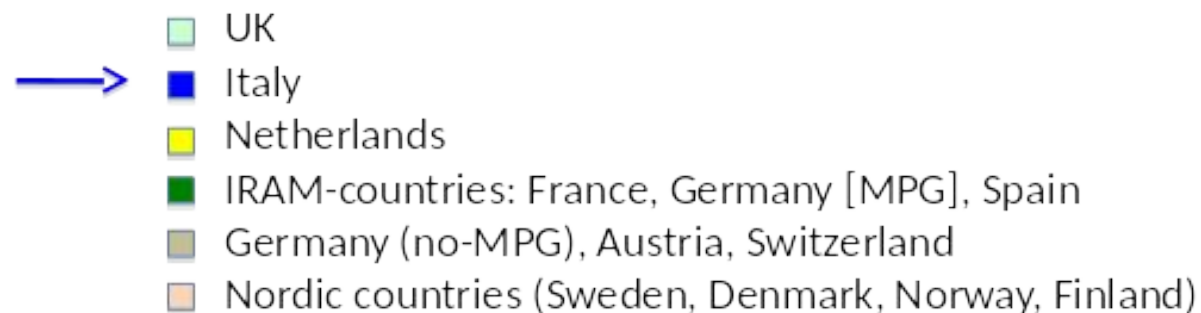 UK
Italy
Netherlands
IRAM-countries: France, Germany [MPG], Spain
Germany (no-MPG), Austria, Switzerland
Nordic countries (Sweden, Denmark, Norway, Finland)